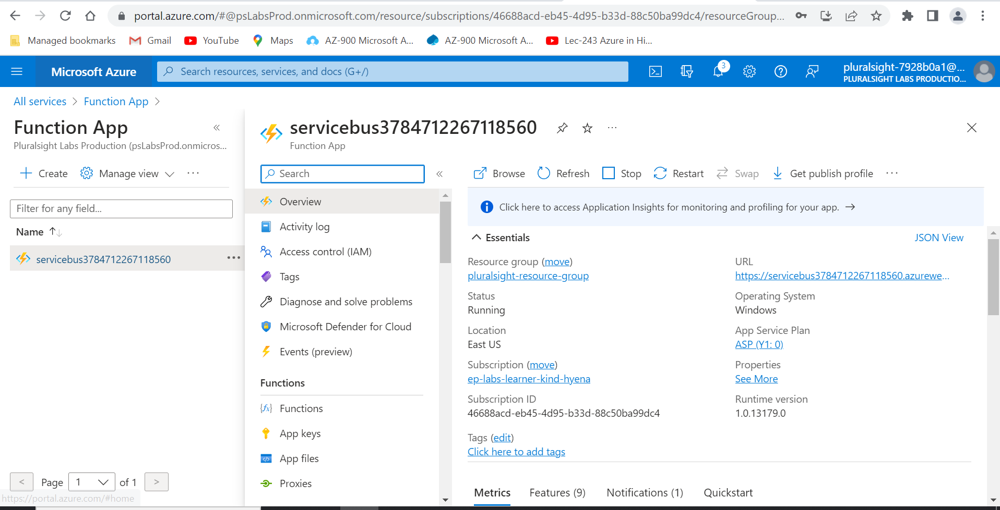 portal.azure.com/#@psLabsProd.onmicrosoft.com/resource/subscriptions/46688acd-eb45-4d95-b33d-88c50ba99dc4/resourceGroup...
Managed bookmarks Gmail YouTube Maps AZ-900 Microsoft A... AZ-900 Microsoft A... Lec-243 Azure in Hi...
Microsoft Azure
Search resources, services, and docs (G+/)
3
pluralsight-7928b0a1@...
PLURALSIGHT LABS PRODUCTIO...
All services > Function App >
Function App
Pluralsight Labs Production (psLabsProd.onmicros...
Create Manage view ...
Filter for any field...
Name
servicebus3784712267118560 ...
< Page 1 of 1 >
https://portal.azure.com/#home
servicebus3784712267118560 ...
Function App
Search
Overview
Activity log
Access control (IAM)
Tags
Diagnose and solve problems
Microsoft Defender for Cloud
Events (preview)
Functions
Functions
App keys
App files
Proxies
Browse Refresh Stop Restart Swap Get publish profile ...
Click here to access Application Insights for monitoring and profiling for your app. →
Essentials
JSON View
Resource group (move)
pluralsight-resource-group
Status
Running
Location
East US
Subscription (move)
ep-labs-learner-kind-hyena
Subscription ID
46688acd-eb45-4d95-b33d-88c50ba99dc4
Tags (edit)
Click here to add tags
URL
https://servicebus3784712267118560.azurewe...
Operating System
Windows
App Service Plan
ASP (Y1: 0)
Properties
See More
Runtime version
1.0.13179.0
Metrics Features (9) Notifications (1) Quickstart